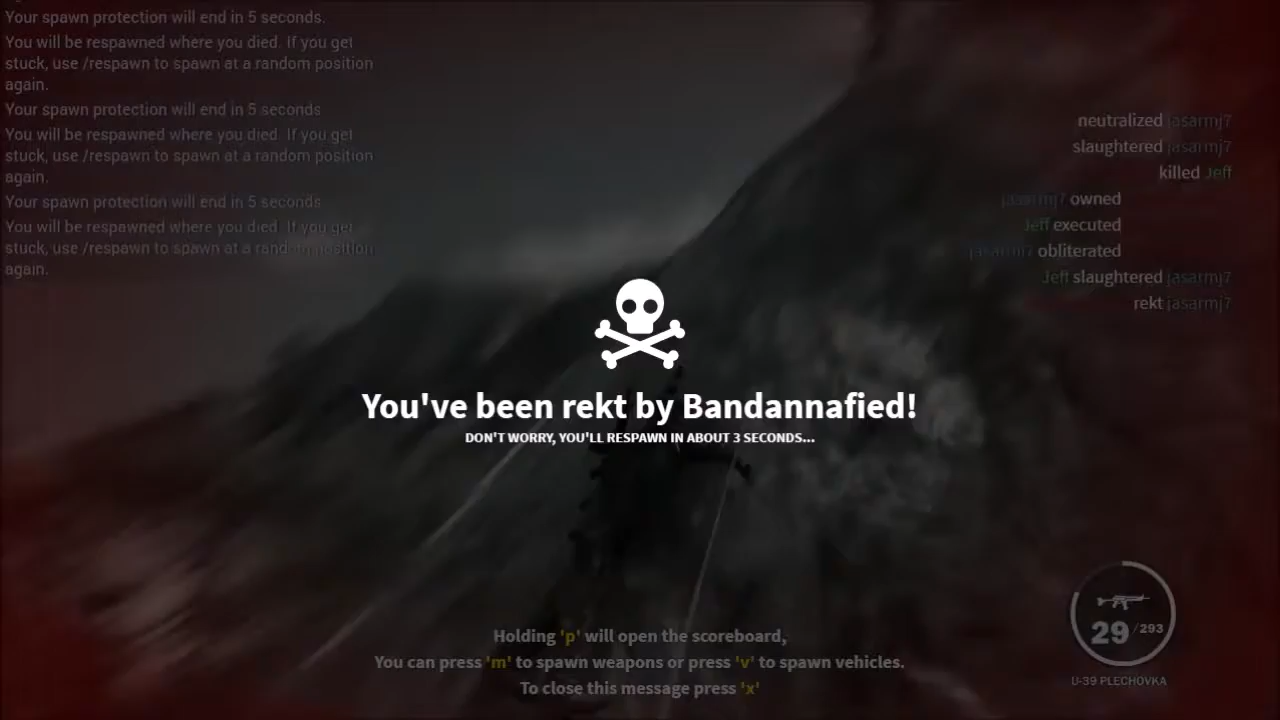 Your spawn protection will end in 5 seconds.
You will be respawned where you died. If you get
stuck, use /respawn to spawn at a random position
again.
Your spawn protection will end in 5 seconds
You will be respawned where you died. If you get
stuck, use /respawn to spawn at a random position
again.
Your spawn protection will end in 5 seconds
You will be respawned where you died. If you get
stuck, use /respawn to spawn at a random position
again.
neutralized jasarmj7
slaughtered jasarmj7
killed Jeff
jasarmj7 owned
Jeff executed
jasarmj7 obliterated
Jeff slaughtered jasarmj7
rekt jasarmj7
You've been rekt by Bandannafied!
DON'T WORRY, YOU'LL RESPAWN IN ABOUT 3 SECONDS...
Holding 'p' will open the scoreboard,
You can press 'm' to spawn weapons or press 'v' to spawn vehicles.
To close this message press 'x'
29/293
U-39 PLECHOVKA